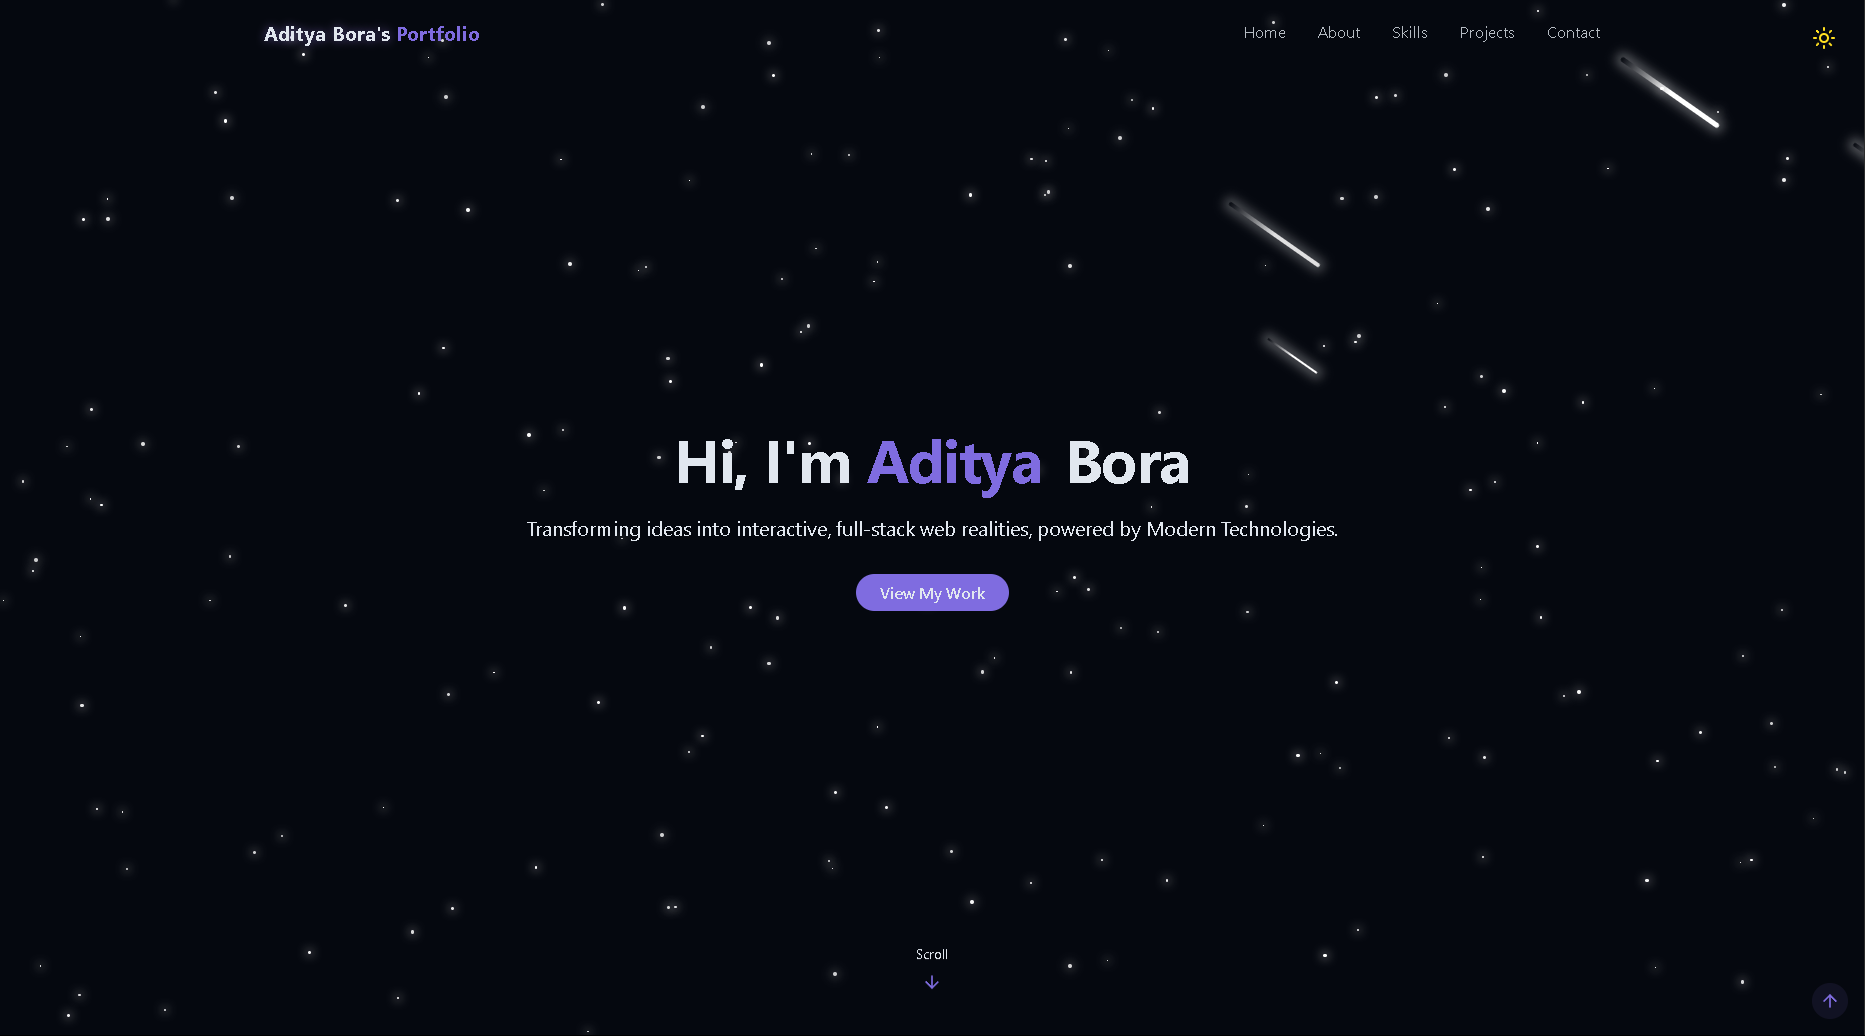 Aditya Bora's Portfolio
Home About Skills Projects Contact
Hi, I'm Aditya Bora
Transforming ideas into interactive, full-stack web realities, powered by Modern Technologies.
View My Work
Scroll